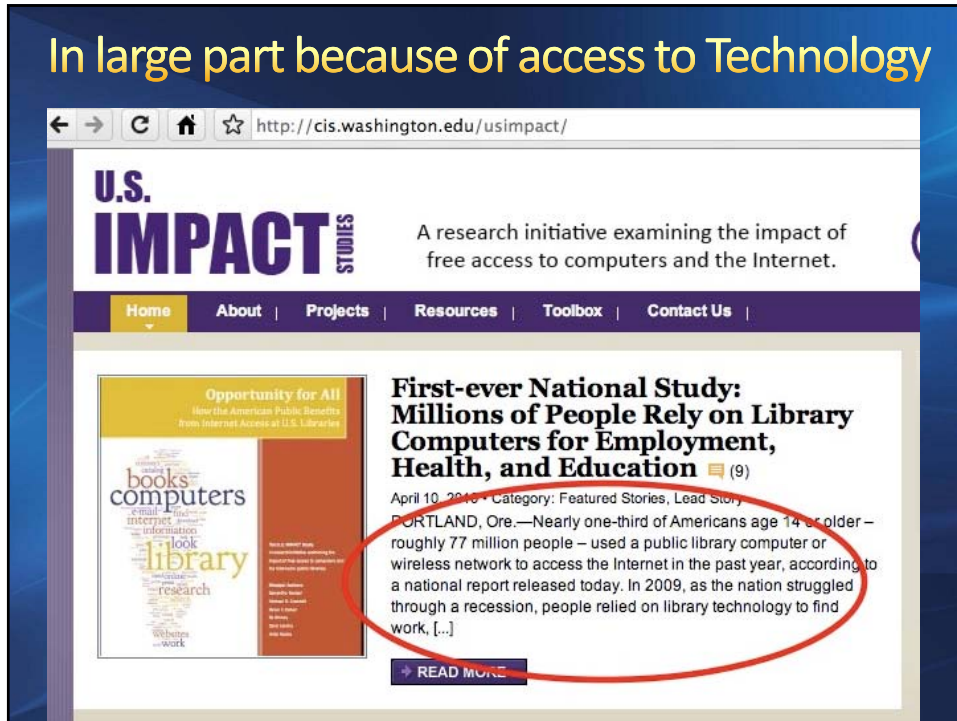 In large part because of access to Technology
http://cis.washington.edu/usimpact/
U.S.
IMPACT STUDIES
A research initiative examining the impact of
free access to computers and the Internet.
Home About | Projects | Resources | Toolbox | Contact Us |
Opportunity for All
How the American Public Benefits
from Internet Access at U.S. Libraries
books
computers
e-mail find
internet
information
look
library
research
websites
work
First-ever National Study:
Millions of People Rely on Library
Computers for Employment,
Health, and Education (9)
April 10, 2010 • Category: Featured Stories, Lead Story
PORTLAND, Ore.—Nearly one-third of Americans age 14 or older –
roughly 77 million people – used a public library computer or
wireless network to access the Internet in the past year, according to
a national report released today. In 2009, as the nation struggled
through a recession, people relied on library technology to find
work, [...]
READ MORE